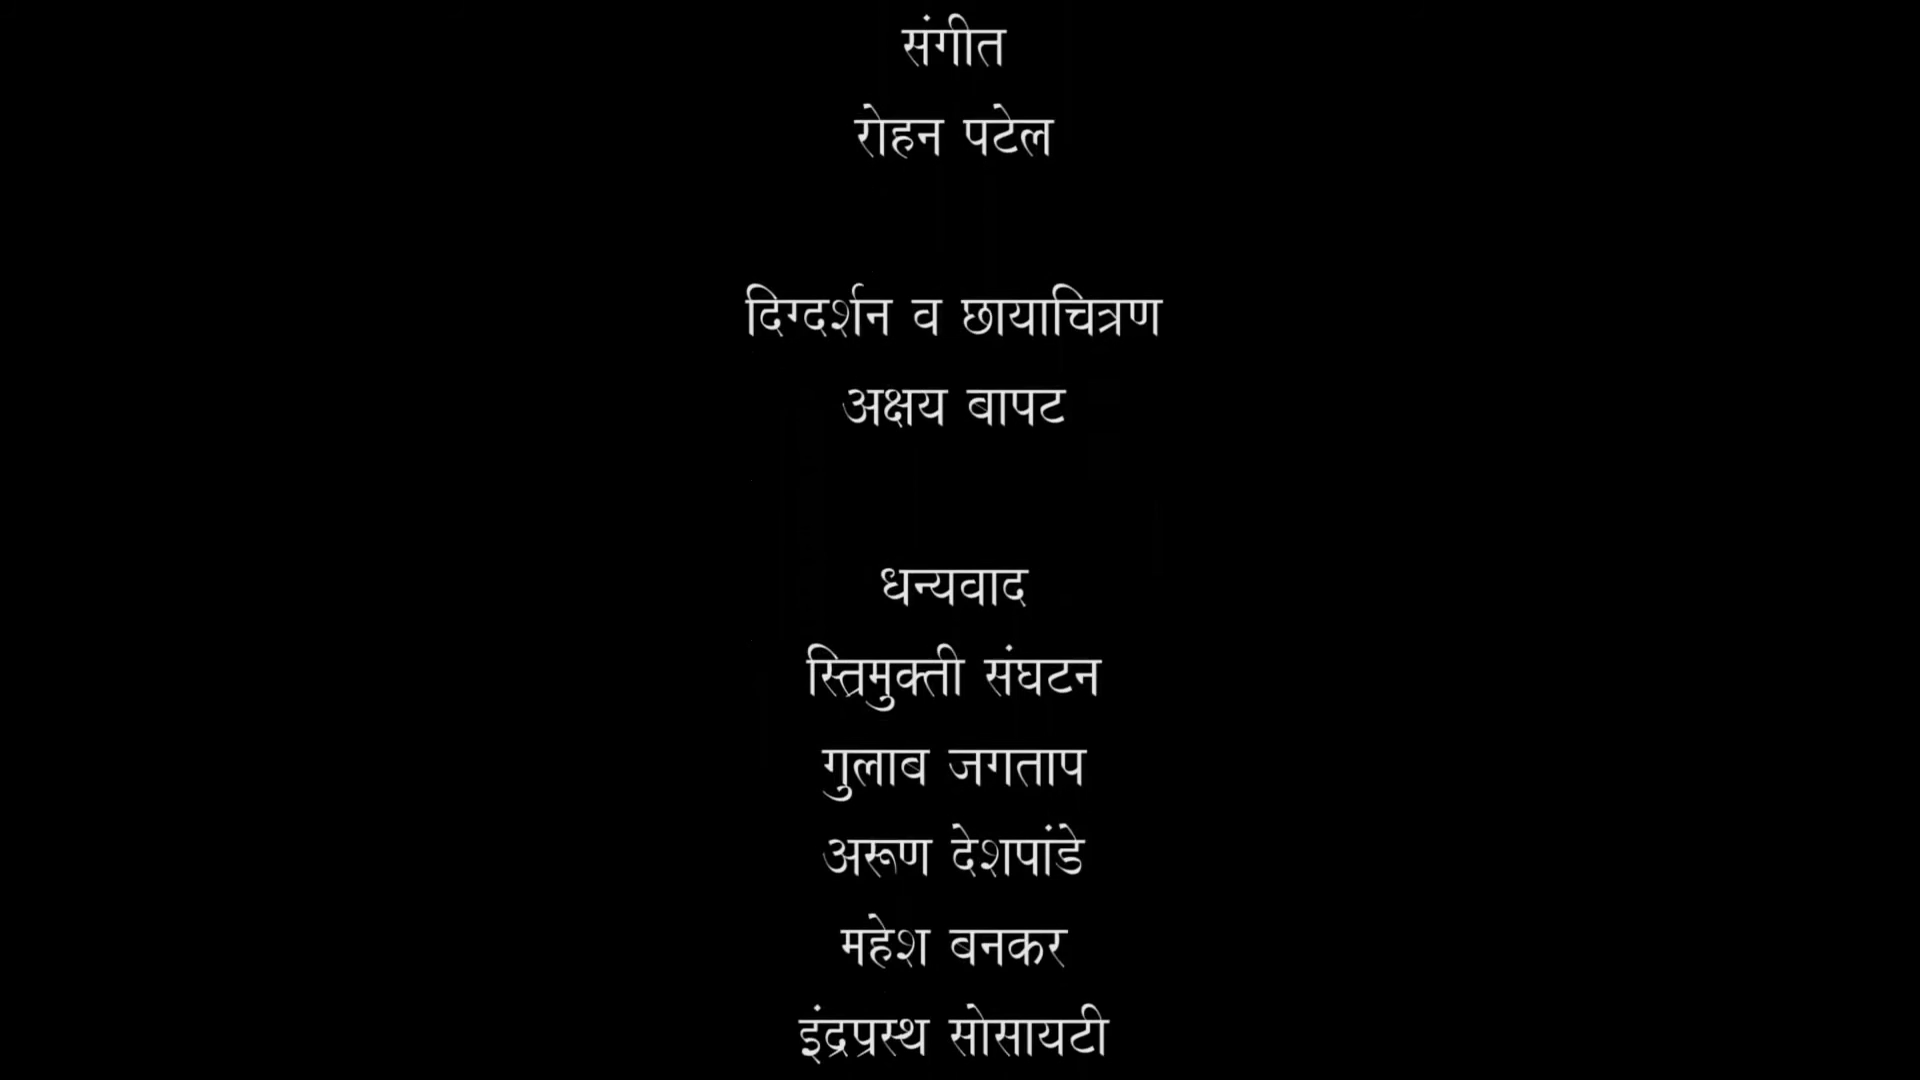 संगीत
रोहन पटेल
दिग्दर्शन व छायाचित्रण
अक्षय बापट
धन्यवाद
स्त्रिमुक्ती संघटन
गुलाब जगताप
अरूण देशपांडे
महेश बनकर
इंद्रप्रस्थ सोसायटी